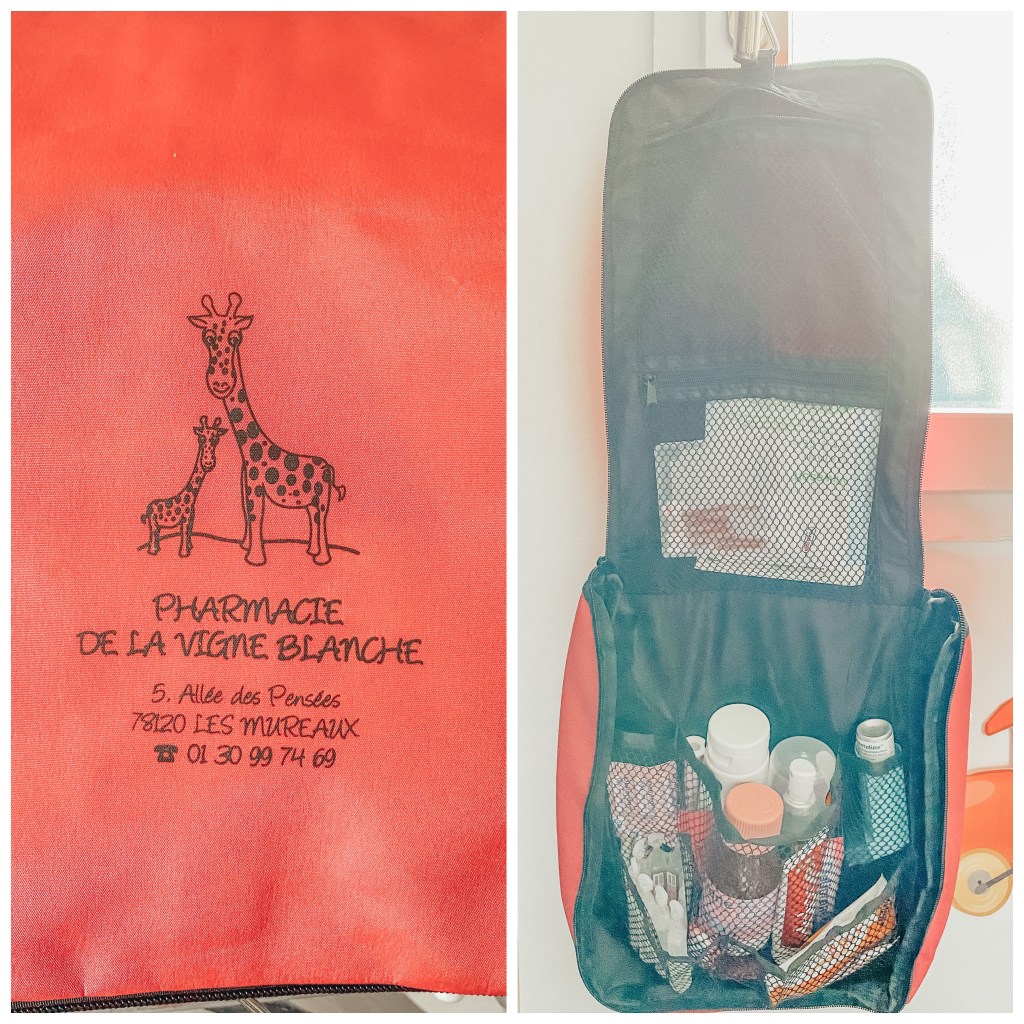 PHARMACIE
DE LA VIGNE BLANCHE
5, Allée des Pensées
78120 LES MUREAUX
☎ 01 30 99 74 69